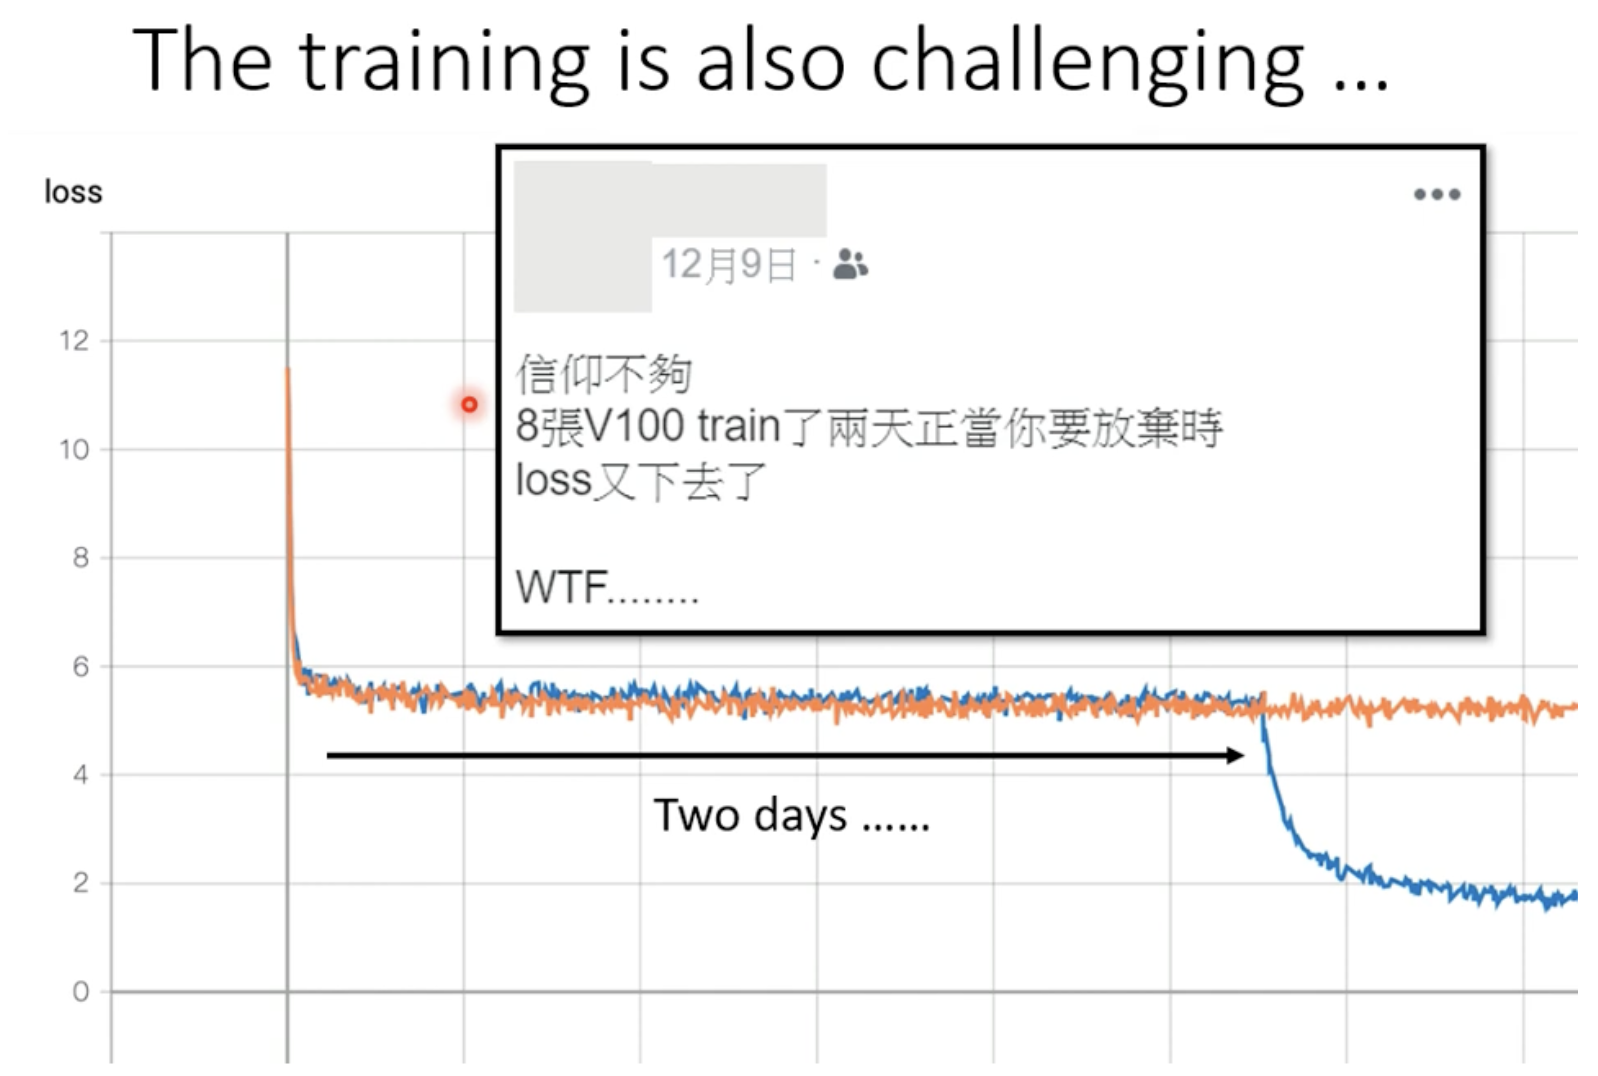 The training is also challenging ...
loss
12月9日 ·
信仰不夠
8張V100 train了兩天正當你要放棄時
loss又下去了
WTF........
12
10
8
6
4
Two days ......
2
0